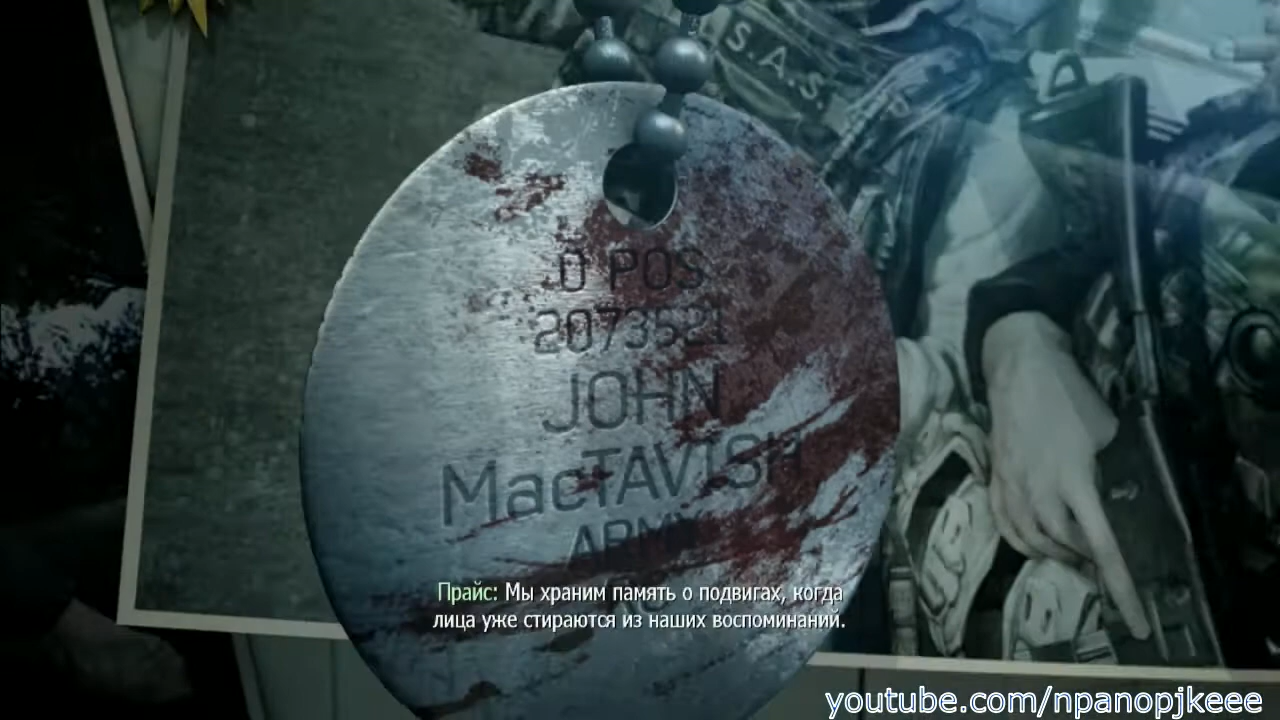 S.A.S.
O POS
2073521
JOHN
MacTAVISH
ARMY
Прайс: Мы храним память о подвигах, когда
лица уже стираются из наших воспоминаний.
youtube.com/npanopjkeee